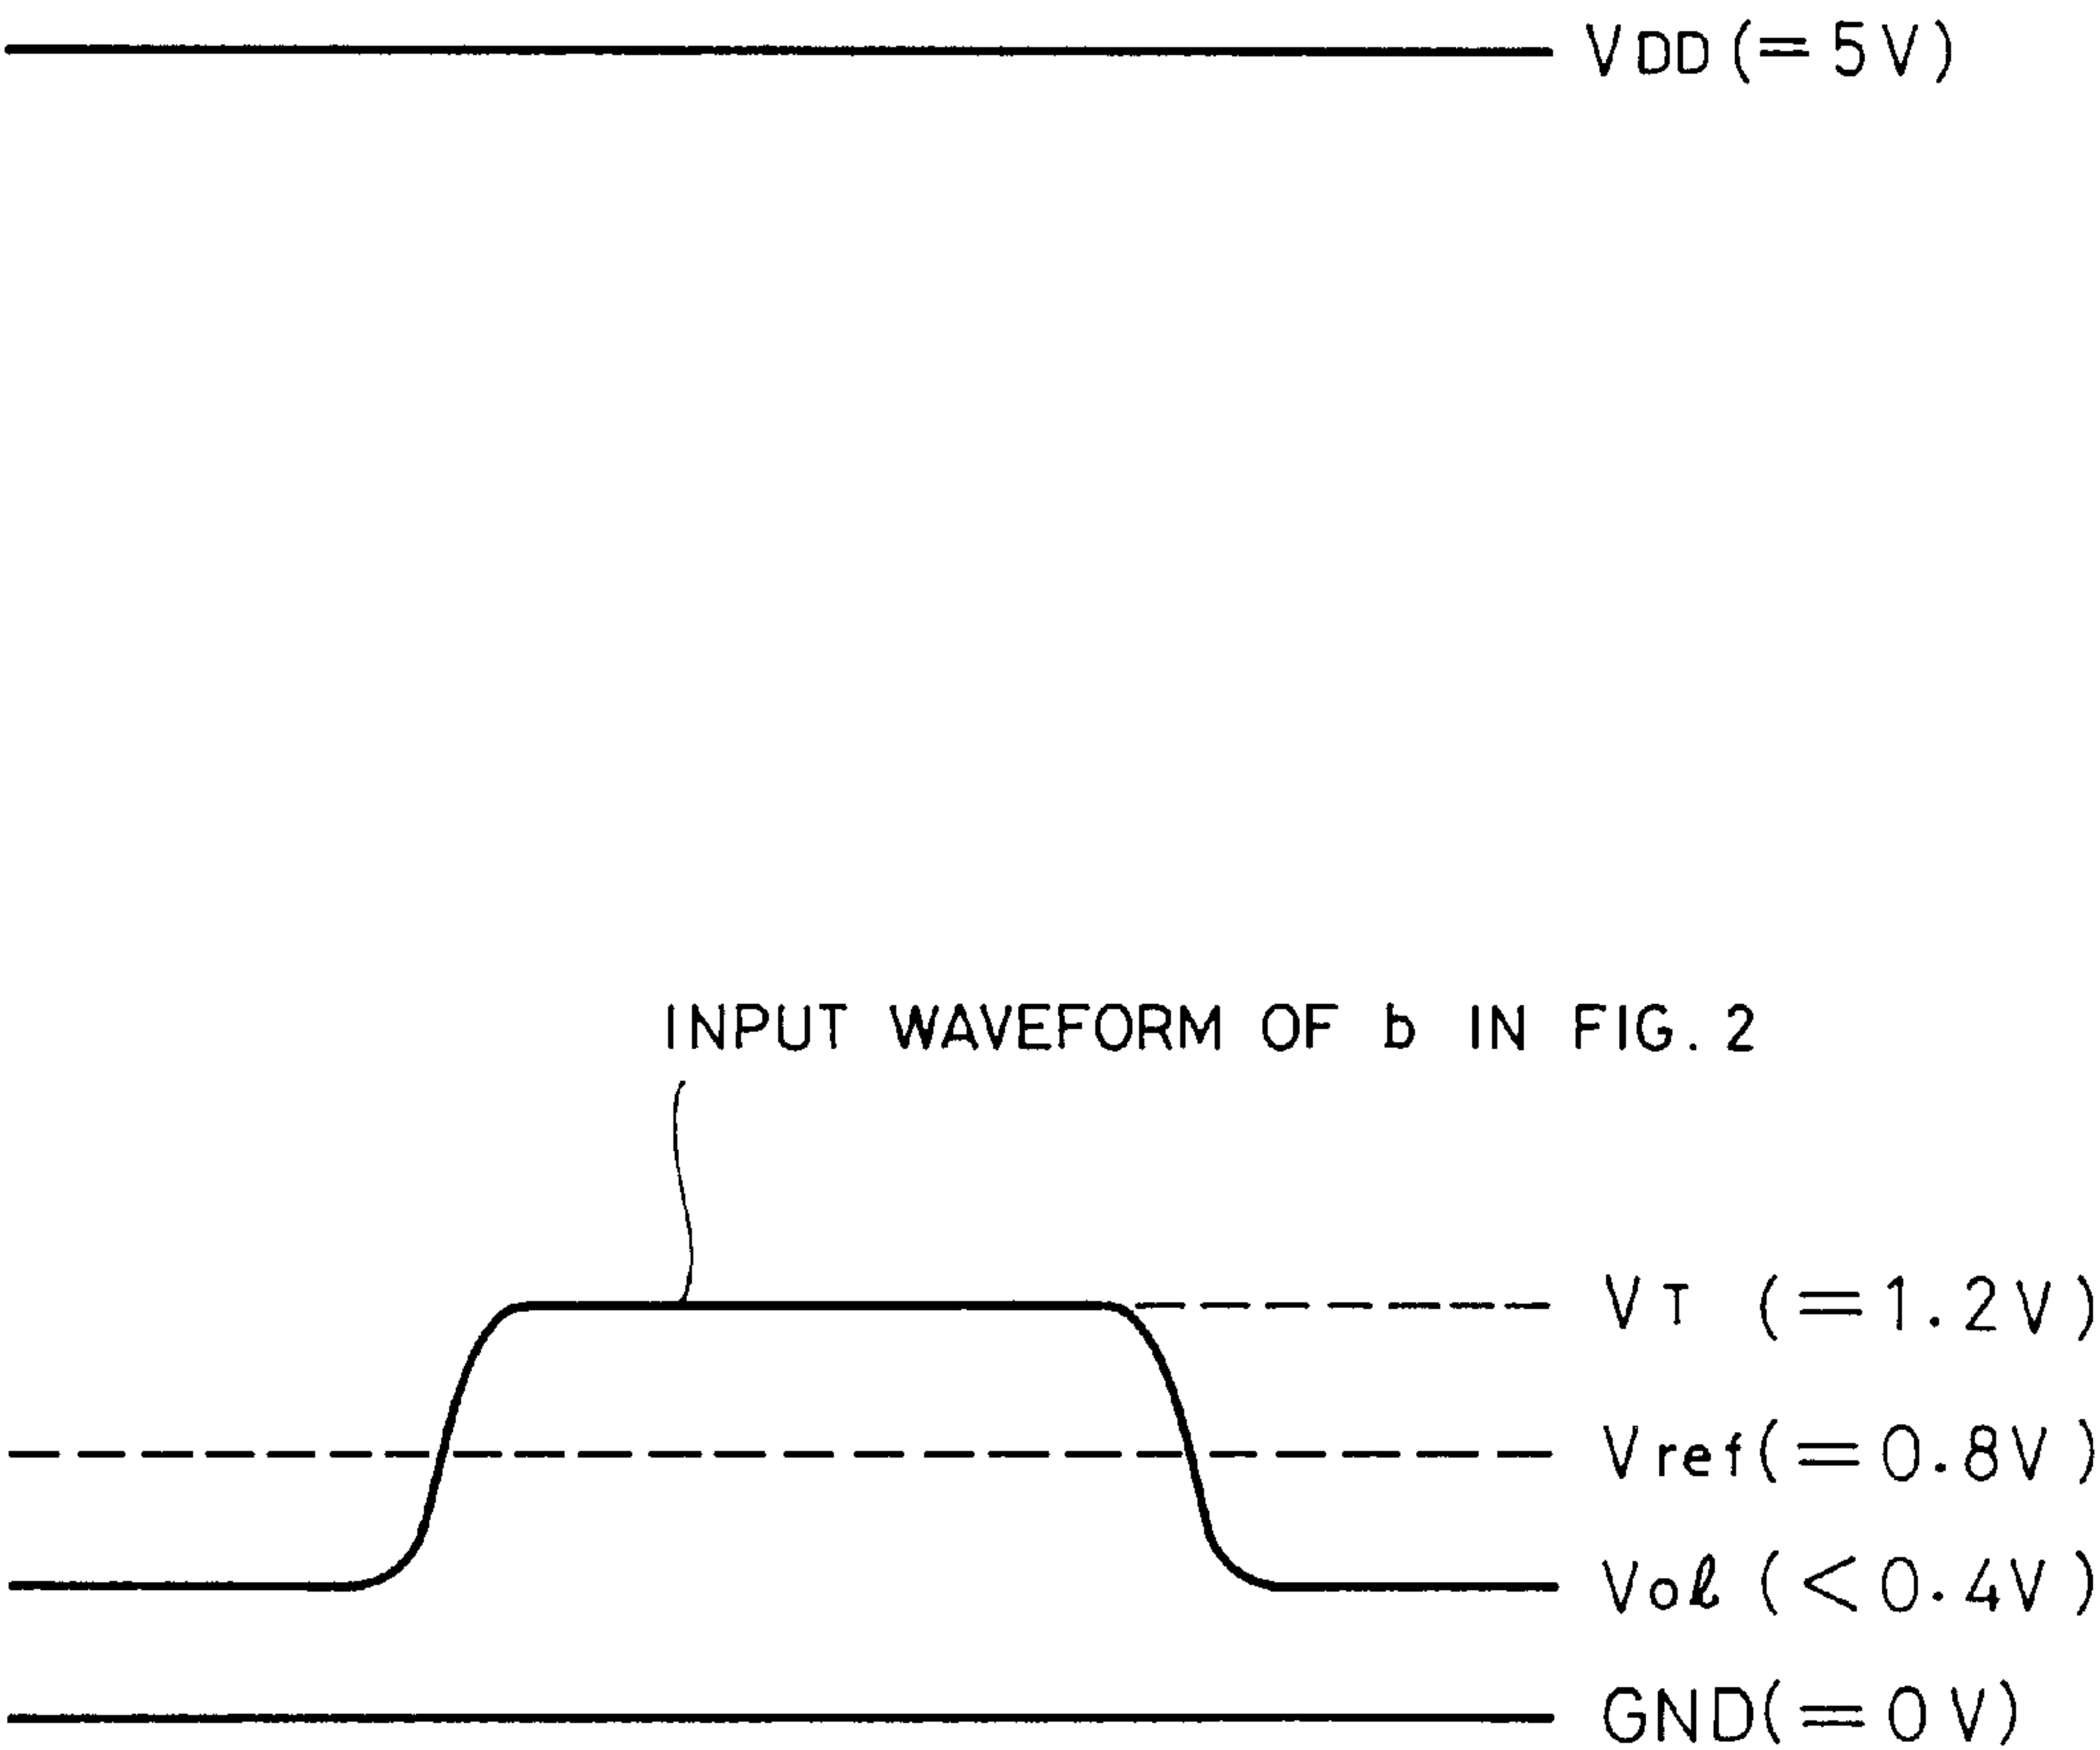 VDD(=5V)
INPUT WAVEFORM OF b IN FIG. 2
VT (=1.2V)
Vref(=0.8V)
Voℓ(<0.4V)
GND(=0V)